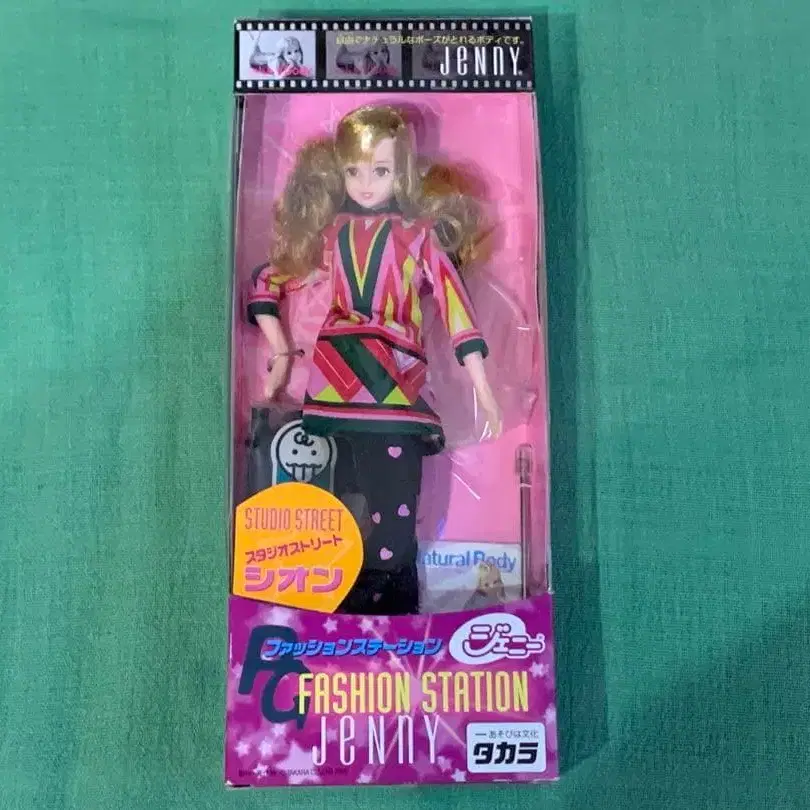 自由でナチュラルなポーズがとれるボディです。
JeNNY
STUDIO STREET
スタジオストリート
シオン
Natural Body
ファッションステーション
ジェニー
PG
FASHION STATION
JeNNY
—あそびは文化
タカラ